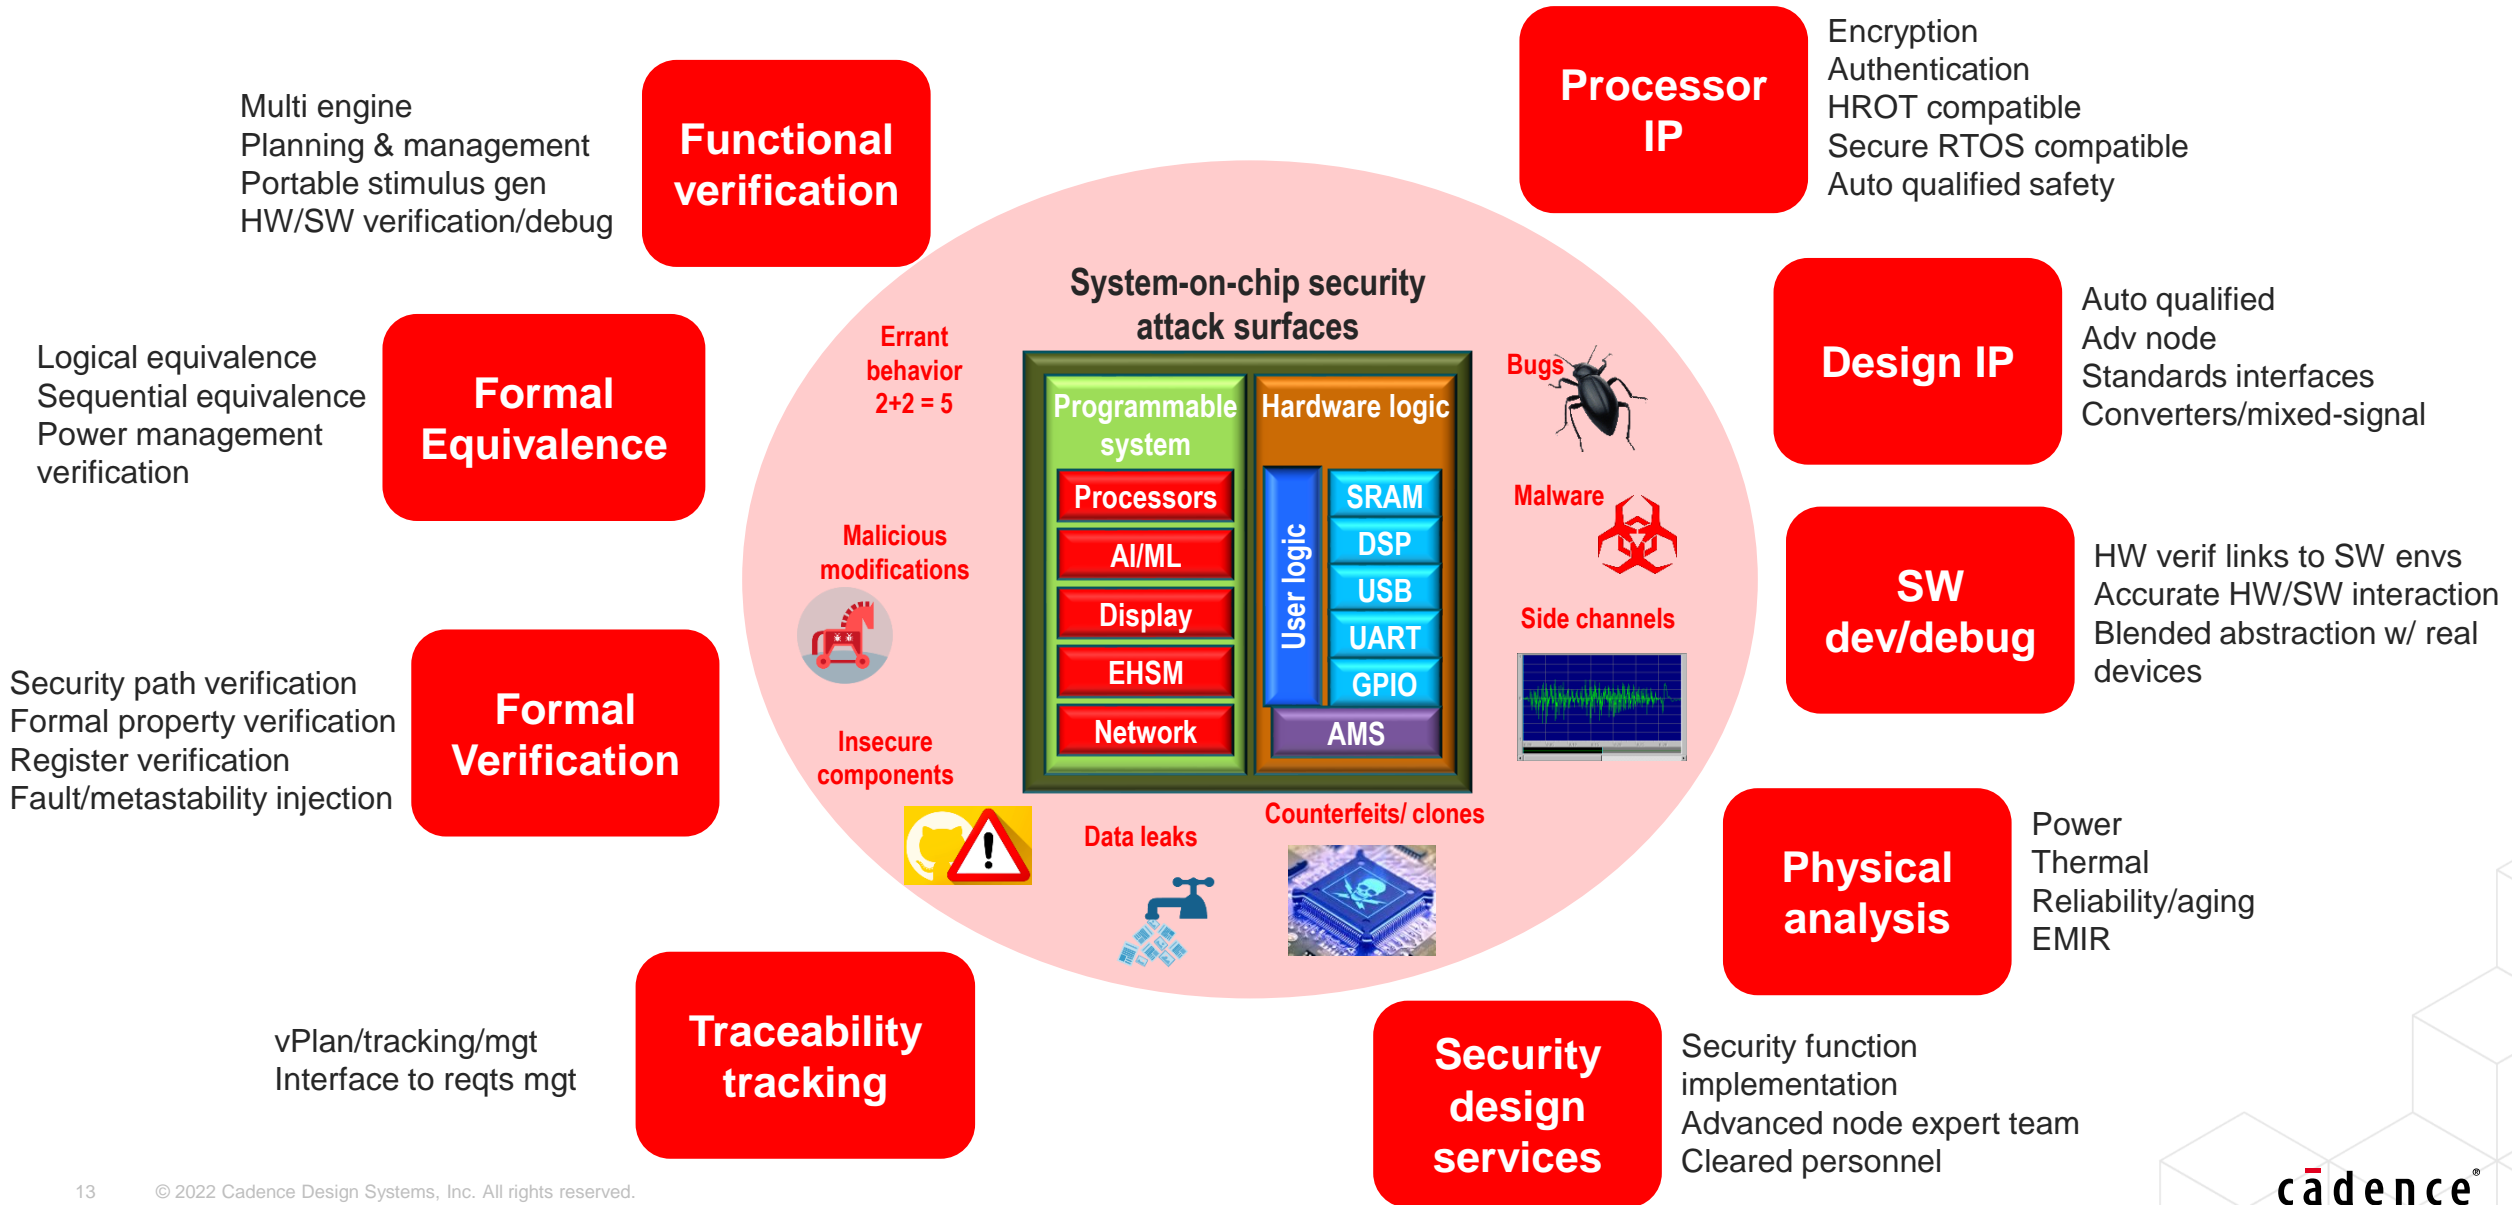 Multi engine
Planning & management
Portable stimulus gen
HW/SW verification/debug
Functional
verification
Logical equivalence
Sequential equivalence
Power management
verification
Formal
Equivalence
Security path verification
Formal property verification
Register verification
Fault/metastability injection
Formal
Verification
vPlan/tracking/mgt
Interface to reqts mgt
Traceability
tracking
System-on-chip security
attack surfaces
Errant
behavior
2+2 = 5
Malicious
modifications
Insecure
components
Data leaks
Counterfeits/ clones
Bugs
Malware
Side channels
Programmable
system
Processors
AI/ML
Display
EHSM
Network
Hardware logic
User logic
SRAM
DSP
USB
UART
GPIO
AMS
Processor
IP
Encryption
Authentication
HROT compatible
Secure RTOS compatible
Auto qualified safety
Design IP
Auto qualified
Adv node
Standards interfaces
Converters/mixed-signal
SW
dev/debug
HW verif links to SW envs
Accurate HW/SW interaction
Blended abstraction w/ real
devices
Physical
analysis
Power
Thermal
Reliability/aging
EMIR
Security
design
services
Security function
implementation
Advanced node expert team
Cleared personnel
13 © 2022 Cadence Design Systems, Inc. All rights reserved.
cādence®